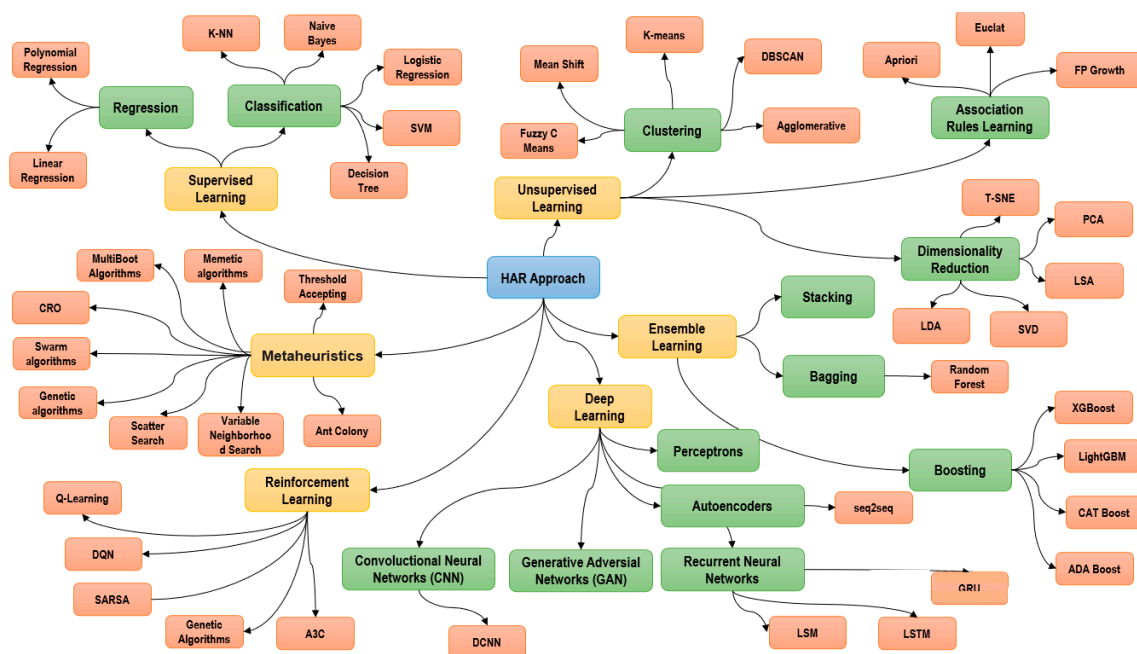 Polynomial
Regression
Linear
Regression
Regression
K-NN
Naive
Bayes
Logistic
Regression
SVM
Decision
Tree
Classification
Supervised
Learning
Mean Shift
K-means
DBSCAN
Agglomerative
Fuzzy C
Means
Clustering
Apriori
Euclat
FP Growth
Association
Rules Learning
Unsupervised
Learning
T-SNE
PCA
LSA
SVD
LDA
Dimensionality
Reduction
HAR Approach
MultiBoot
Algorithms
Memetic
algorithms
Threshold
Accepting
CRO
Swarm
algorithms
Genetic
algorithms
Scatter
Search
Variable
Neighborhoo
d Search
Ant Colony
Metaheuristics
Ensemble
Learning
Stacking
Bagging
Random
Forest
Boosting
XGBoost
LightGBM
CAT Boost
ADA Boost
Deep
Learning
Perceptrons
Autoencoders
seq2seq
Convoluctional Neural
Networks (CNN)
DCNN
Generative Adversial
Networks (GAN)
Recurrent Neural
Networks
GRU
LSM
LSTM
Reinforcement
Learning
Q-Learning
DQN
SARSA
Genetic
Algorithms
A3C